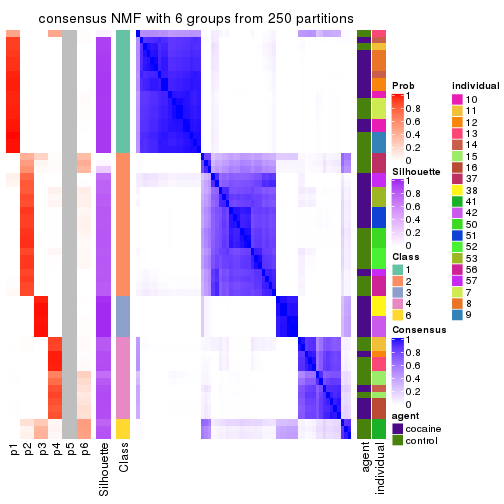 consensus NMF with 6 groups from 250 partitions
p1
p2
p3
p4
p5
p6
Silhouette
Class
agent
individual
Prob
1
0.8
0.6
0.4
0.2
0
Silhouette
1
0.8
0.6
0.4
0.2
0
Class
1
2
3
4
6
Consensus
1
0.8
0.6
0.4
0.2
0
agent
cocaine
control
individual
10
11
12
13
14
15
16
37
38
41
42
50
51
52
53
56
57
7
8
9